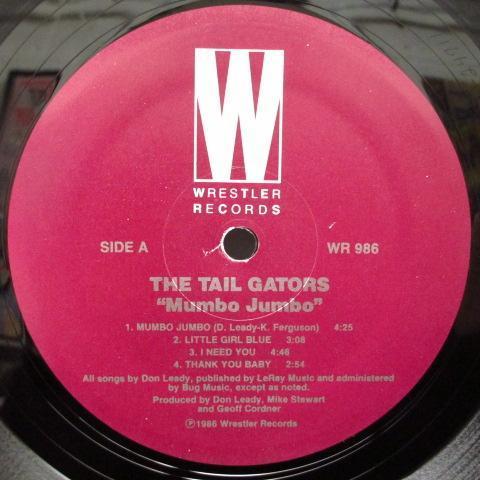 W
WRESTLER
RECORDS
SIDE A
WR 986
THE TAIL GATORS
"Mumbo Jumbo"
1. MUMBO JUMBO (D. Leady-K. Ferguson) 4:25
2. LITTLE GIRL BLUE 3:08
3. I NEED YOU 4:46
4. THANK YOU BABY 2:54
All songs by Don Leady, published by LeRay Music and administered
by Bug Music, except as noted.
Produced by Don Leady, Mike Stewart
and Geoff Cordner
℗ 1986 Wrestler Records